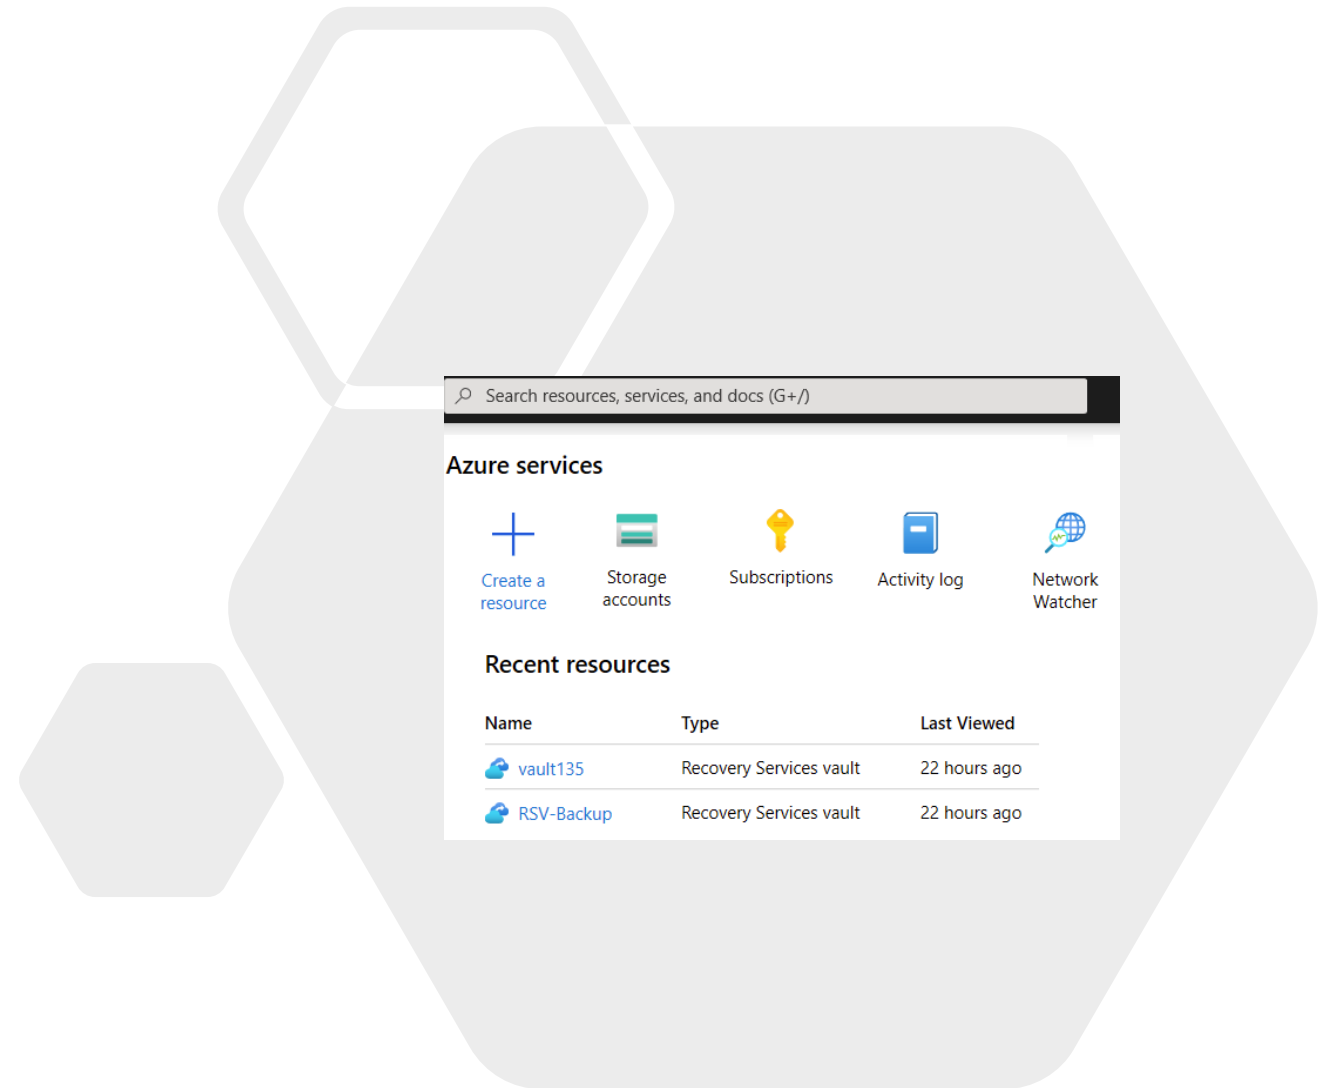 Search resources, services, and docs (G+/)
Azure services
Create a resource
Storage accounts
Subscriptions
Activity log
Network Watcher
Recent resources
Name Type Last Viewed
vault135 Recovery Services vault 22 hours ago
RSV-Backup Recovery Services vault 22 hours ago